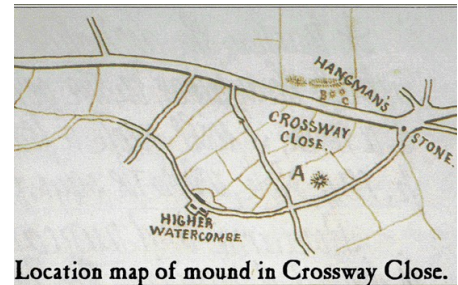 HANGMAN'S
B C C
CROSSWAY
CLOSE.
STONE.
A
HIGHER
WATERCOMBE.
Location map of mound in Crossway Close.